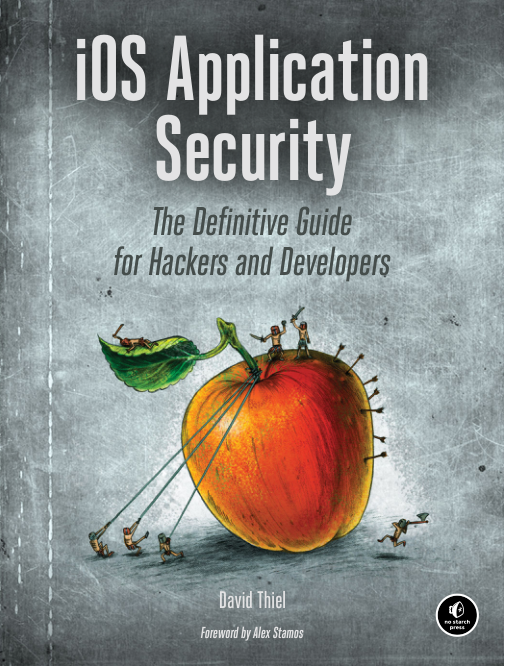 iOS Application
Security
The Definitive Guide
for Hackers and Developers
David Thiel
Foreword by Alex Stamos
no starch
press